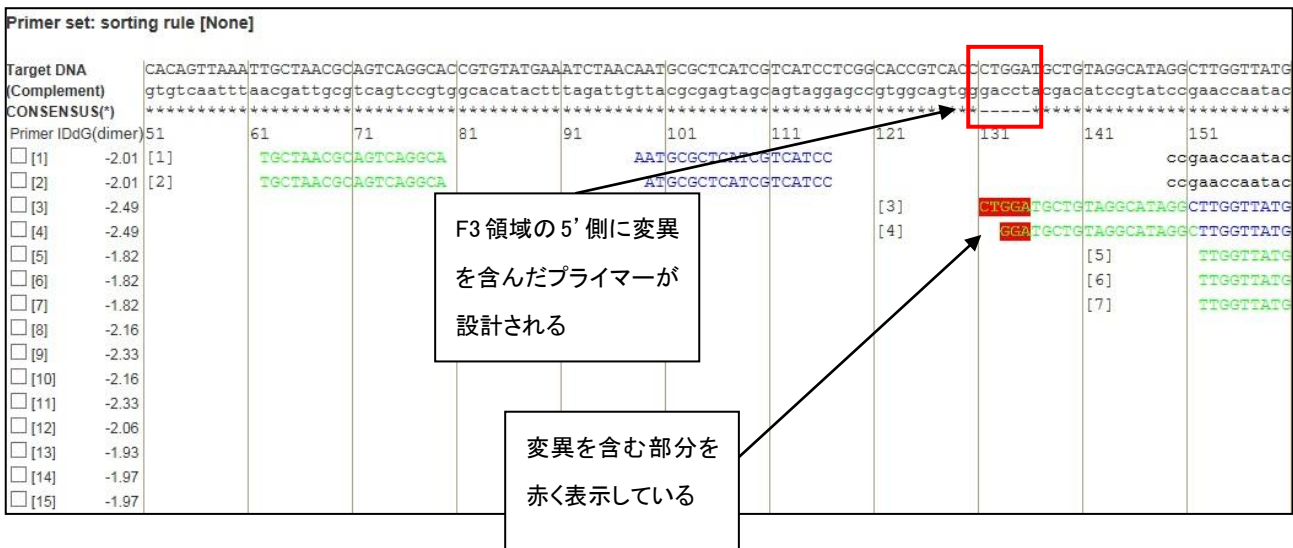 Primer set: sorting rule [None]
Target DNA CACAGTTAAATTGCTAACGCAGTCAGGCACCGTGTATGAAATCTAACAATGCGCTCATCGTCATCCTCGGCACCGTCACCCTGGATGCTGTAGGCATAGGCTTGGTTATG
(Complement) gtgtcaatttaacgattgcgtcagtccgtggcacatactttagattgttacgcgagtagcagtaggagccgtggcagtgggacctacgacatccgtatccgaaccaatac
CONSENSUS(*) ********************************************************************************-----*************************
Primer IDdG(dimer) 51 61 71 81 91 101 111 121 131 141 151
[1] -2.01 [1] TGCTAACGCAGTCAGGCA AATGCGCTCATCGTCATCC ccgaaccaatac
[2] -2.01 [2] TGCTAACGCAGTCAGGCA ATGCGCTCATCGTCATCC ccgaaccaatac
[3] -2.49 [3] CTGGATGCTGTAGGCATAGGCTTGGTTATG
[4] -2.49 [4] GGATGCTGTAGGCATAGGCTTGGTTATG
[5] -1.82 [5] TTGGTTATG
[6] -1.82 [6] TTGGTTATG
[7] -1.82 [7] TTGGTTATG
[8] -2.16
[9] -2.33
[10] -2.16
[11] -2.33
[12] -2.06
[13] -1.93
[14] -1.97
[15] -1.97
F3領域の5’側に変異
を含んだプライマーが
設計される
変異を含む部分を
赤く表示している